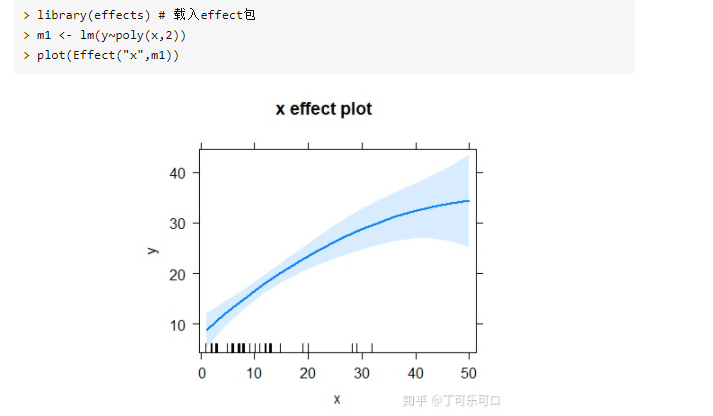 > library(effects) # 载入effect包
> m1 <- lm(y~poly(x,2))
> plot(Effect("x",m1))
x effect plot
40
30
20
10
y
0 10 20 30 40 50
x
知乎 @丁可乐可口